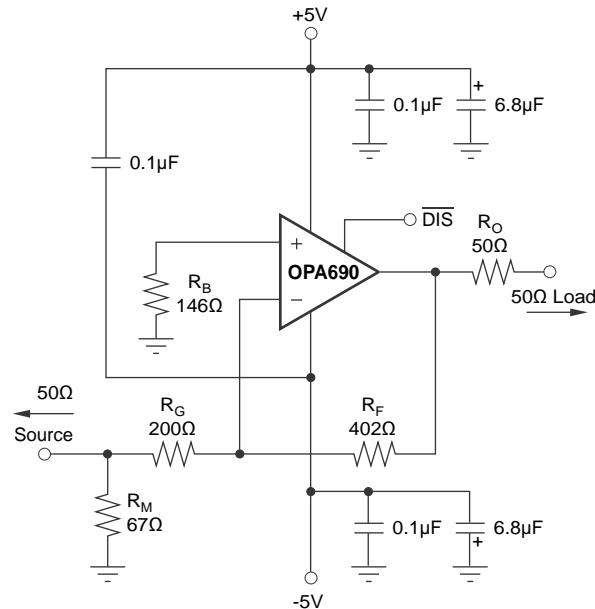 +5V
0.1µF
6.8µF
+
0.1µF
DIS
+
OPA690
−
R_O
50Ω
50Ω Load
R_B
146Ω
50Ω
Source
R_G
200Ω
R_F
402Ω
R_M
67Ω
0.1µF
6.8µF
+
-5V